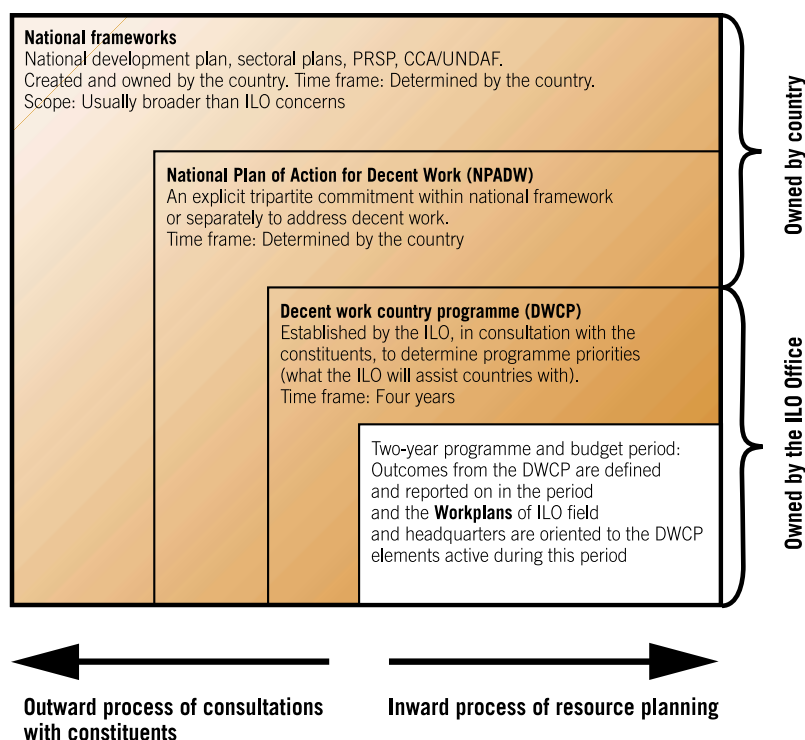 National frameworks
National development plan, sectoral plans, PRSP, CCA/UNDAF.
Created and owned by the country. Time frame: Determined by the country.
Scope: Usually broader than ILO concerns
National Plan of Action for Decent Work (NPADW)
An explicit tripartite commitment within national framework
or separately to address decent work.
Time frame: Determined by the country
Decent work country programme (DWCP)
Established by the ILO, in consultation with the
constituents, to determine programme priorities
(what the ILO will assist countries with).
Time frame: Four years
Two-year programme and budget period:
Outcomes from the DWCP are defined
and reported on in the period
and the Workplans of ILO field
and headquarters are oriented to the DWCP
elements active during this period
Owned by country
Owned by the ILO Office
Outward process of consultations
with constituents
Inward process of resource planning